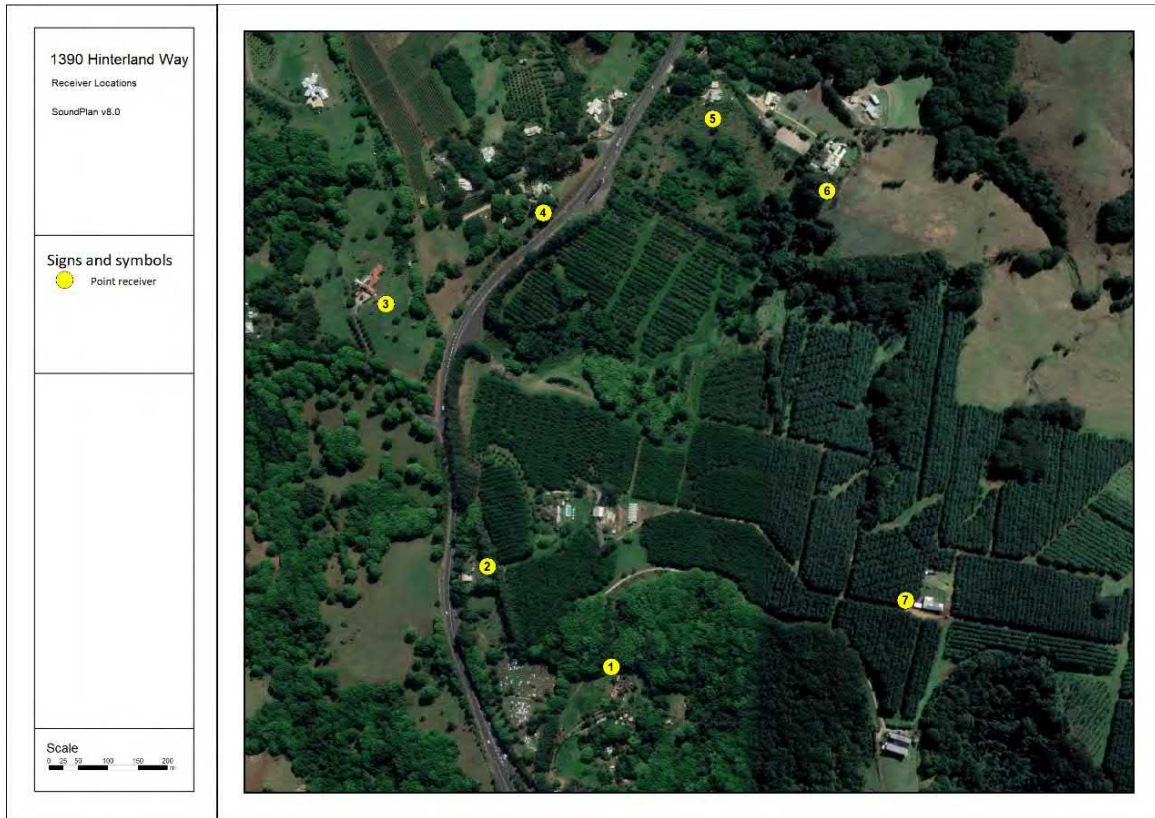 1390 Hinterland Way
Receiver Locations
SoundPlan v8.0
Signs and symbols
Point receiver
Scale
0 25 50 100 150 200
m
5
6
4
3
2
7
1